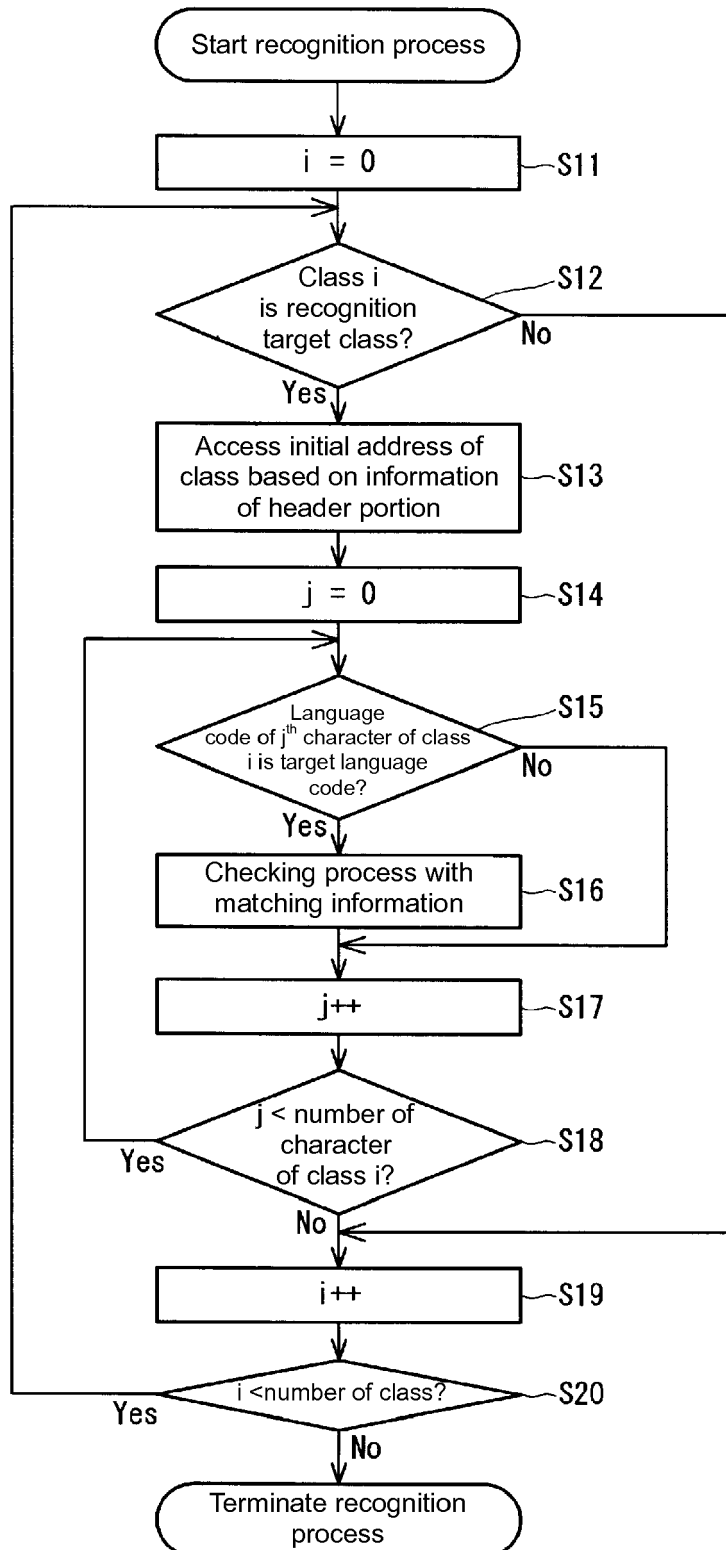 Start recognition process
i = 0
S11
Class i
is recognition
target class?
S12
No
Yes
Access initial address of
class based on information
of header portion
S13
j = 0
S14
Language
code of jth character of class
i is target language
code?
S15
No
Yes
Checking process with
matching information
S16
j++
S17
j < number of
character
of class i?
S18
Yes
No
i++
S19
i <number of class?
S20
Yes
No
Terminate recognition
process